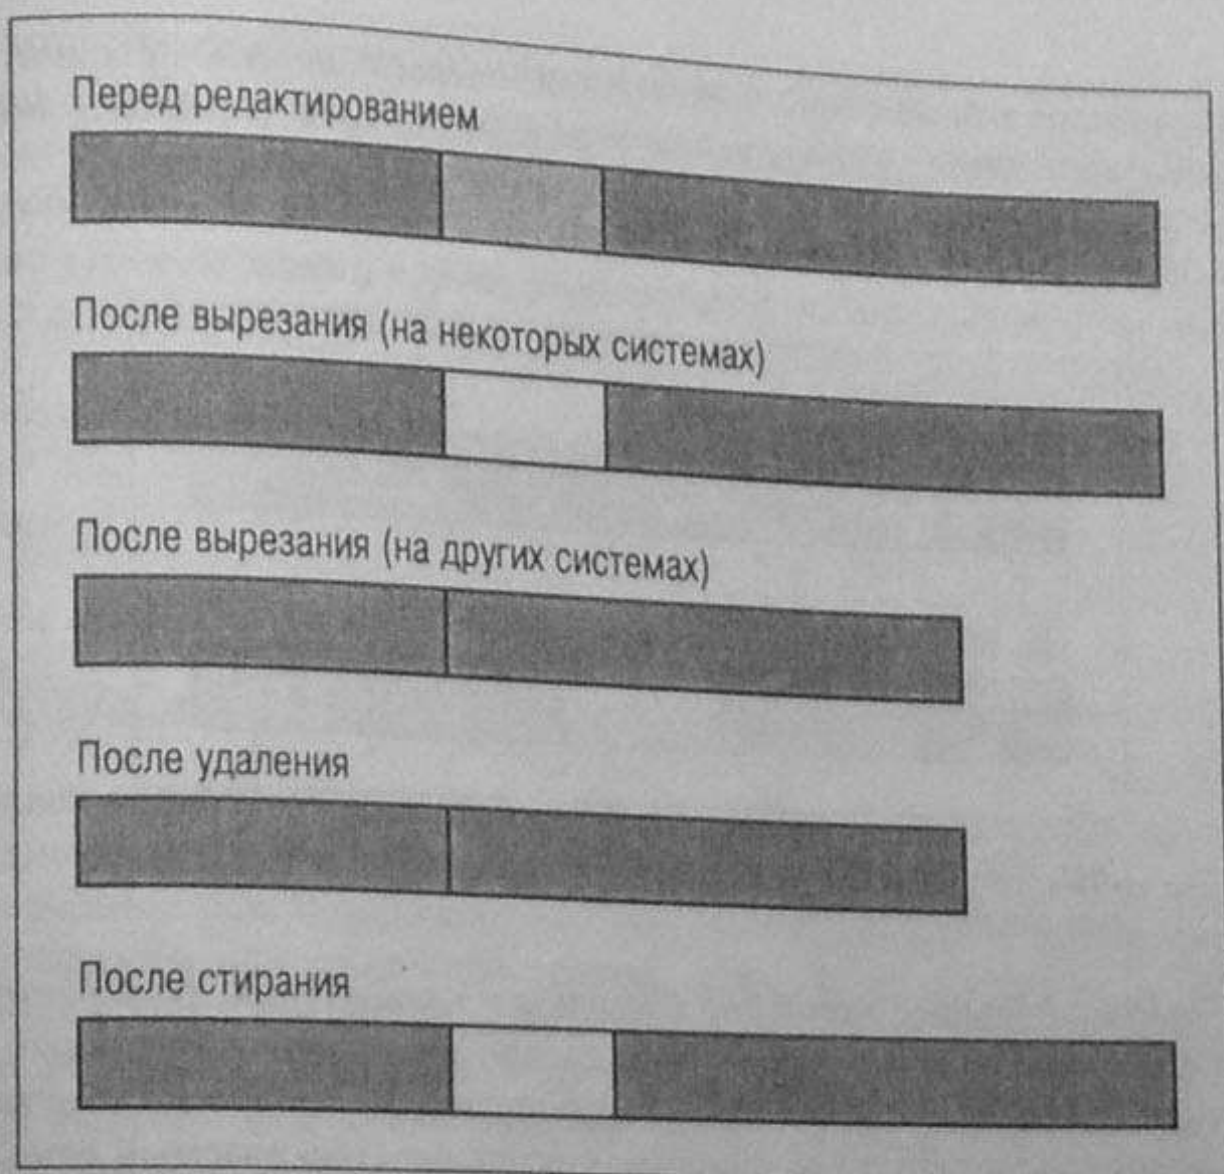 Перед редактированием
После вырезания (на некоторых системах)
После вырезания (на других системах)
После удаления
После стирания